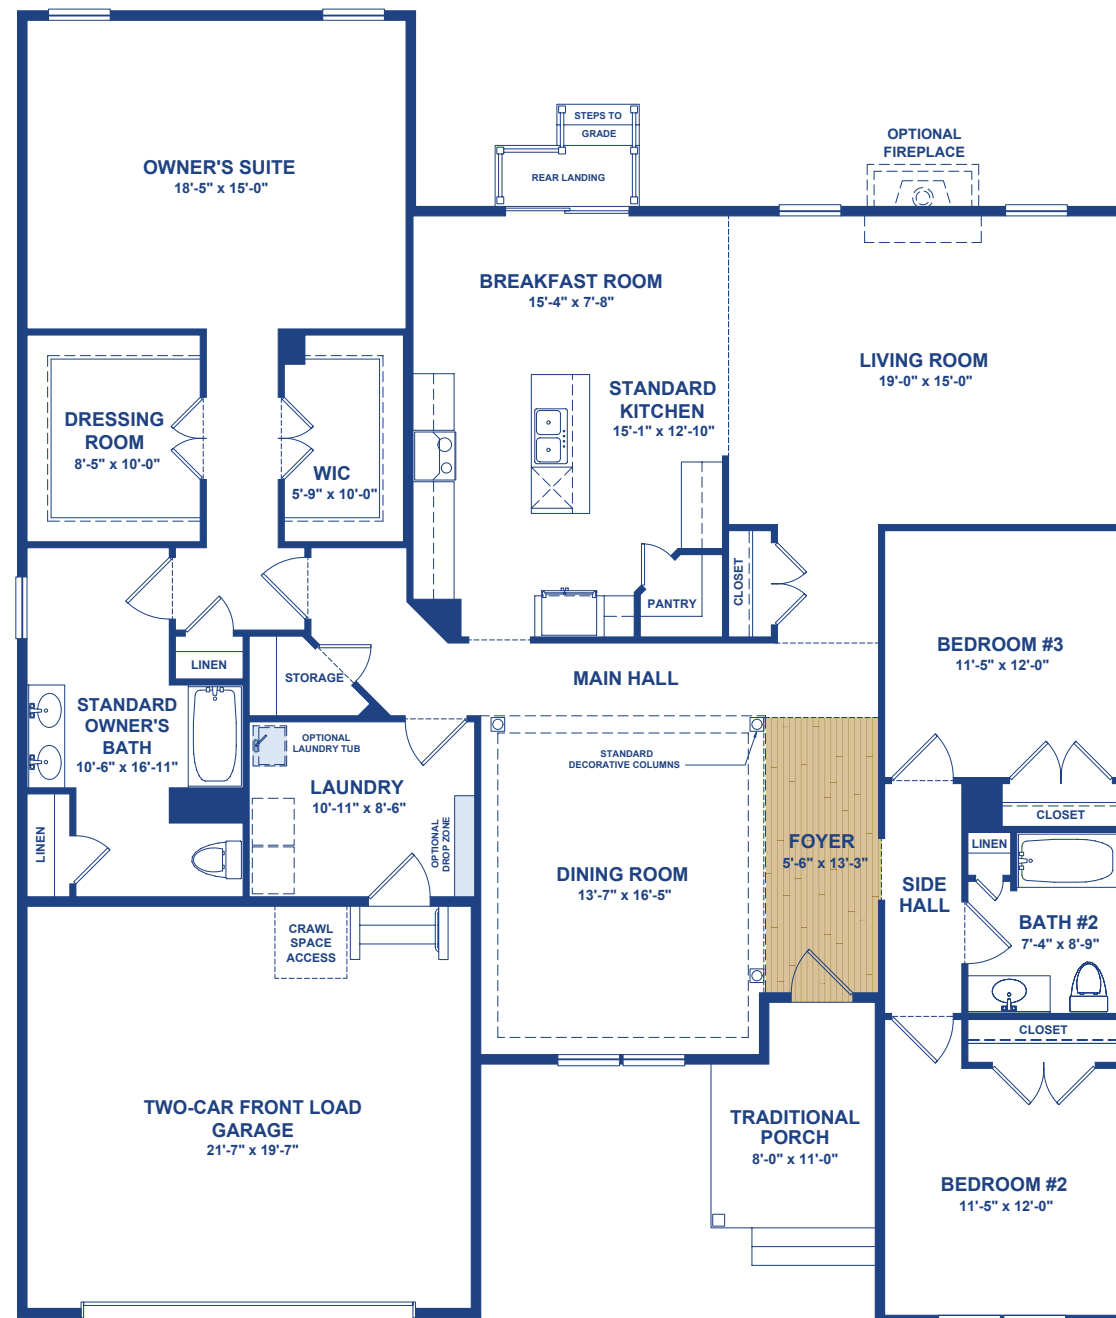 STEPS TO
GRADE
REAR LANDING
OPTIONAL
FIREPLACE
OWNER'S SUITE
18'-5" x 15'-0"
BREAKFAST ROOM
15'-4" x 7'-8"
LIVING ROOM
19'-0" x 15'-0"
STANDARD
KITCHEN
15'-1" x 12'-10"
DRESSING
ROOM
8'-5" x 10'-0"
WIC
5'-9" x 10'-0"
CLOSET
PANTRY
LINEN
STORAGE
MAIN HALL
BEDROOM #3
11'-5" x 12'-0"
STANDARD
OWNER'S
BATH
10'-6" x 16'-11"
OPTIONAL
LAUNDRY TUB
STANDARD
DECORATIVE COLUMNS
LAUNDRY
10'-11" x 8'-6"
OPTIONAL
DROP ZONE
LINEN
CLOSET
FOYER
5'-6" x 13'-3"
LINEN
DINING ROOM
13'-7" x 16'-5"
SIDE
HALL
BATH #2
7'-4" x 8'-9"
CRAWL
SPACE
ACCESS
CLOSET
TWO-CAR FRONT LOAD
GARAGE
21'-7" x 19'-7"
TRADITIONAL
PORCH
8'-0" x 11'-0"
BEDROOM #2
11'-5" x 12'-0"